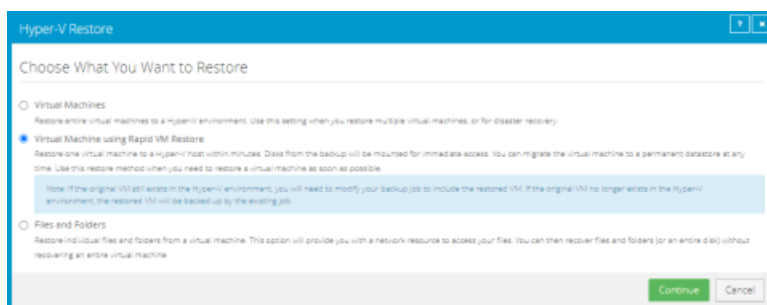 Hyper-V Restore
?
Choose What You Want to Restore
Virtual Machines
Restore entire virtual machines to a Hyper-V environment. Use this setting when you restore multiple virtual machines, or for disaster recovery.
Virtual Machine using Rapid VM Restore
Restore one virtual machine to a Hyper-V host within minutes. Disks from the backup will be mounted for immediate access. You can migrate the virtual machine to a permanent datastore at any
time. Use this restore method when you need to restore a virtual machine as soon as possible.
Note: If the original VM still exists in the Hyper-V environment, you will need to modify your backup job to include the restored VM. If the original VM no longer exists in the Hyper-V
environment, the restored VM will be backed up by the existing job.
Files and Folders
Restore individual files and folders from a virtual machine. This option will provide you with a network resource to access your files. You can then recover files and folders (or an entire disk) without
recovering an entire virtual machine.
Continue
Cancel